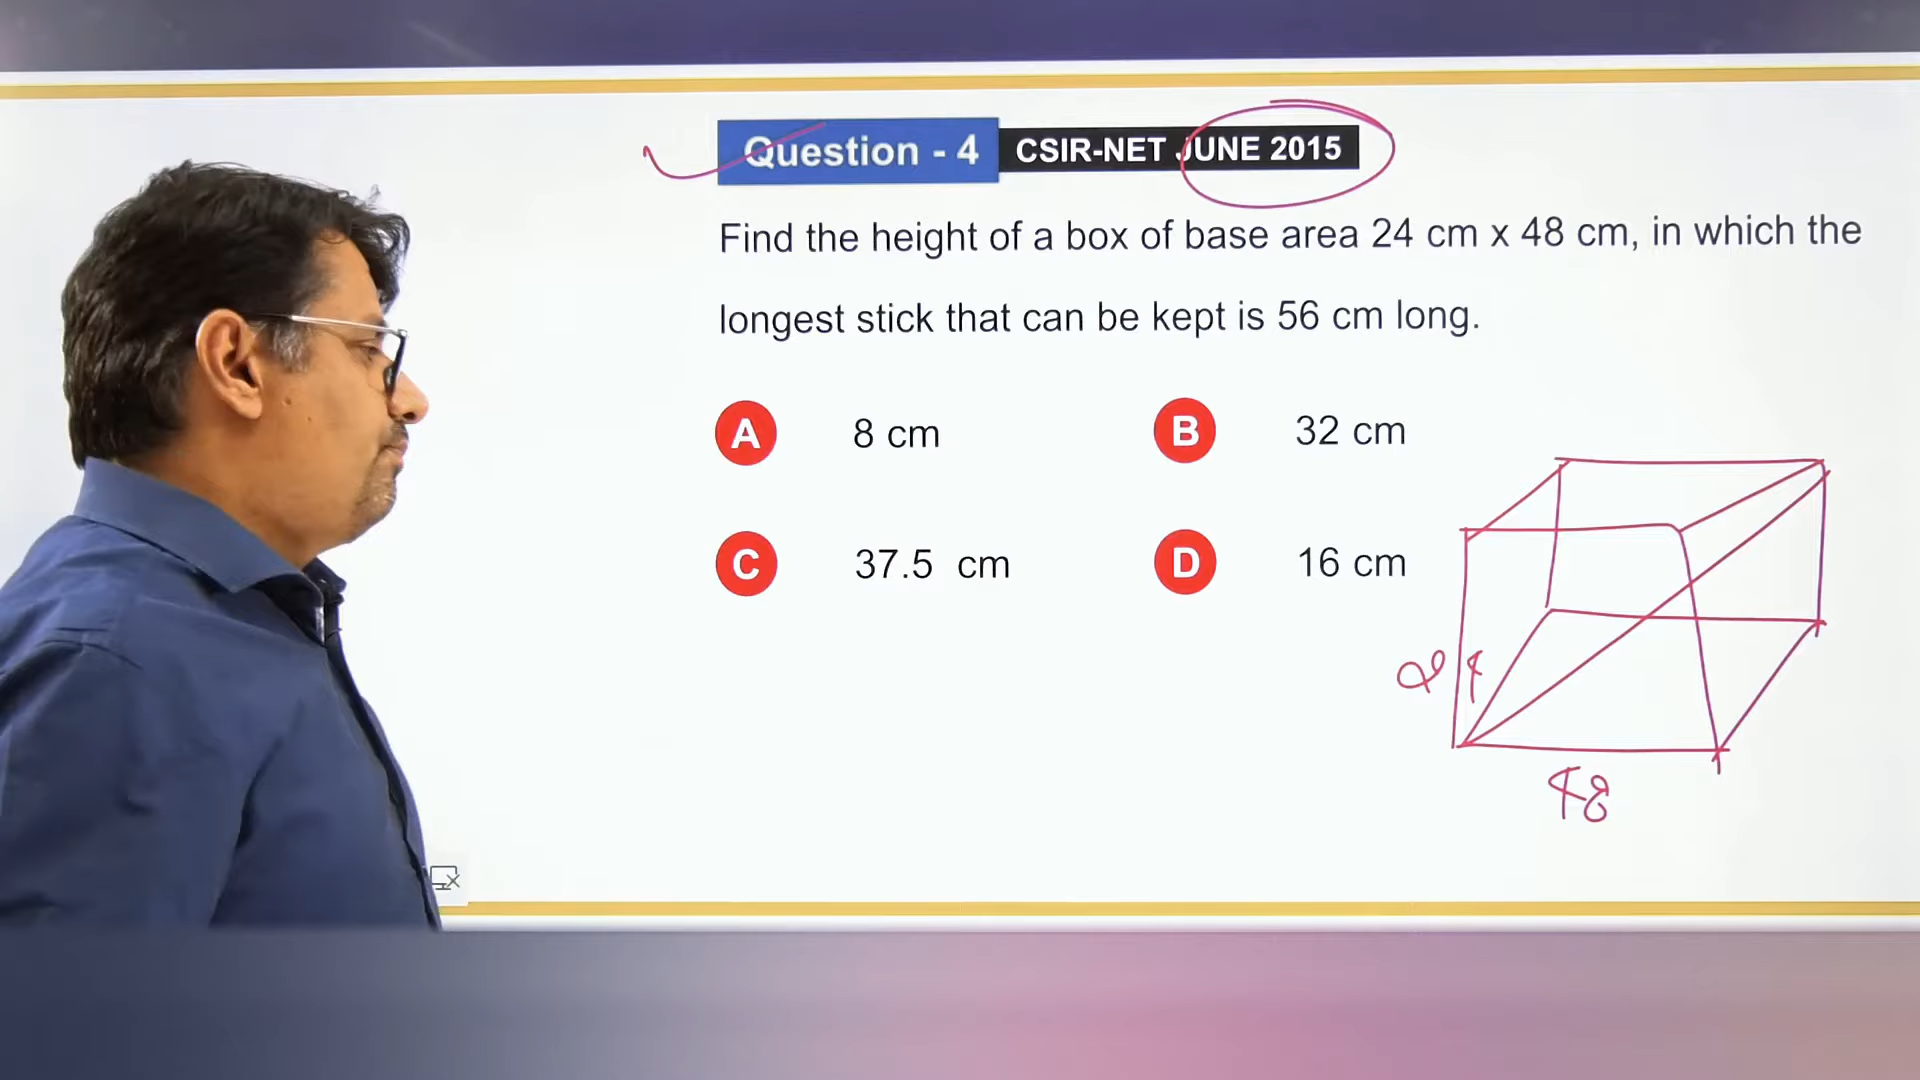 Question - 4 CSIR-NET JUNE 2015
Find the height of a box of base area 24 cm x 48 cm, in which the
longest stick that can be kept is 56 cm long.
A 8 cm B 32 cm
C 37.5 cm D 16 cm
24
48